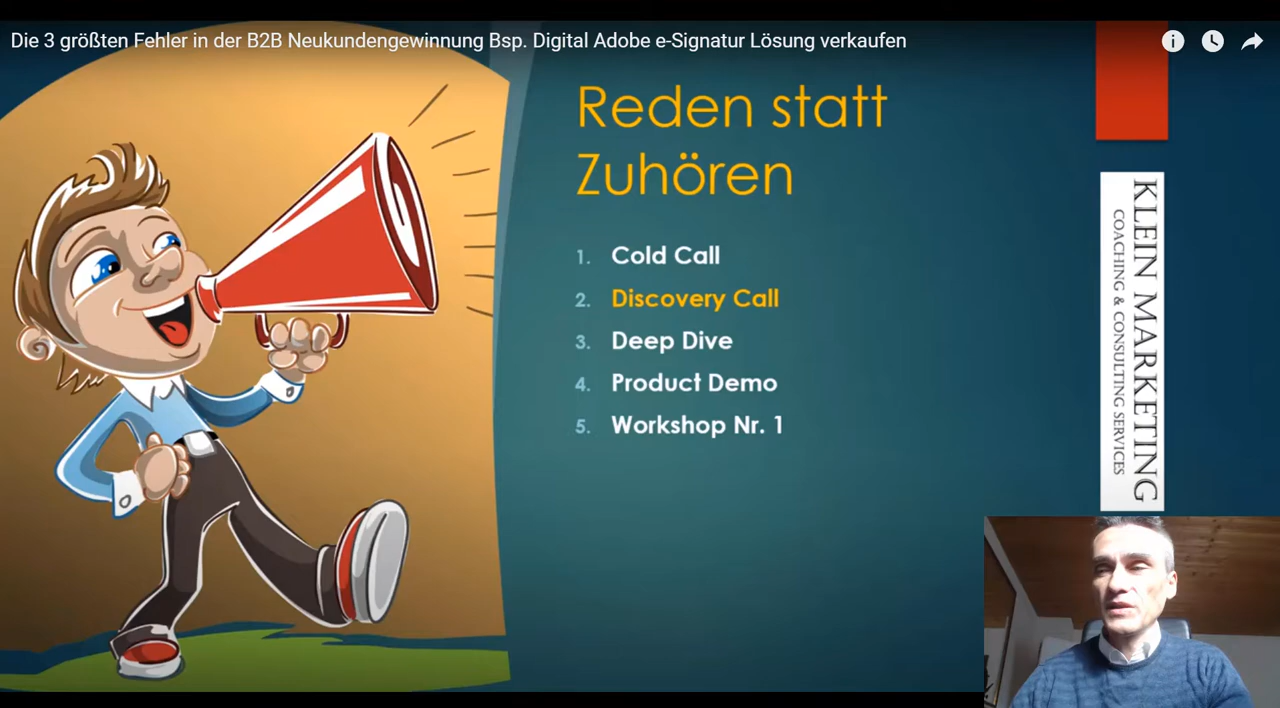 Die 3 größten Fehler in der B2B Neukundengewinnung Bsp. Digital Adobe e-Signatur Lösung verkaufen
Reden statt
Zuhören
1. Cold Call
2. Discovery Call
3. Deep Dive
4. Product Demo
5. Workshop Nr. 1
KLEIN MARKETING
COACHING & CONSULTING SERVICES